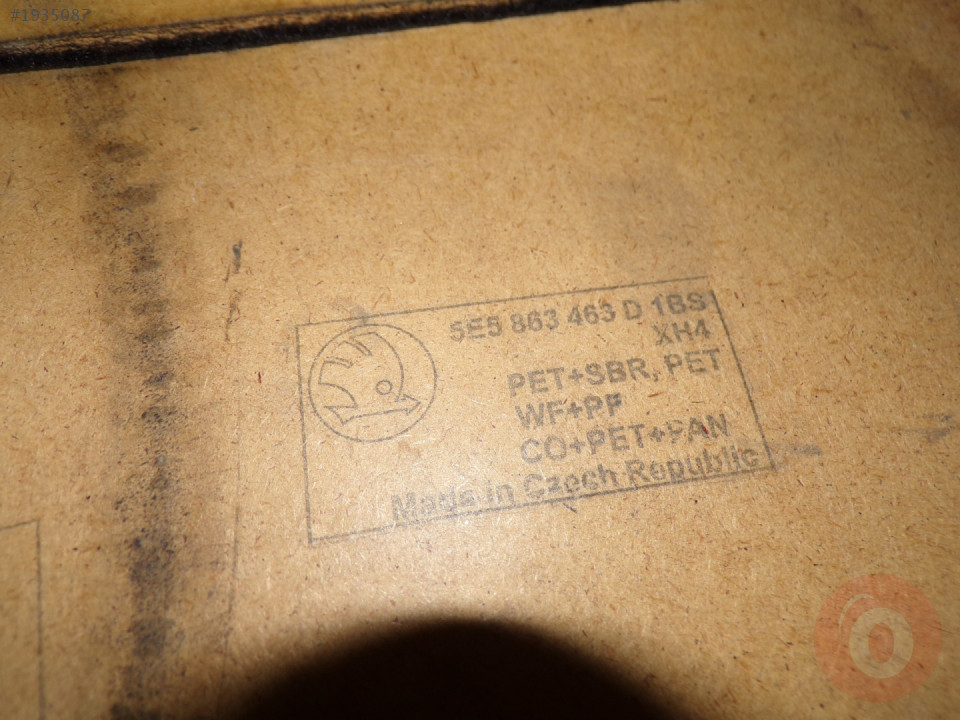 #1935087
5E5 863 463 D 1BS
XH4
PET+SBR, PET
WF+PF
CO+PET+PAN
Made in Czech Republic